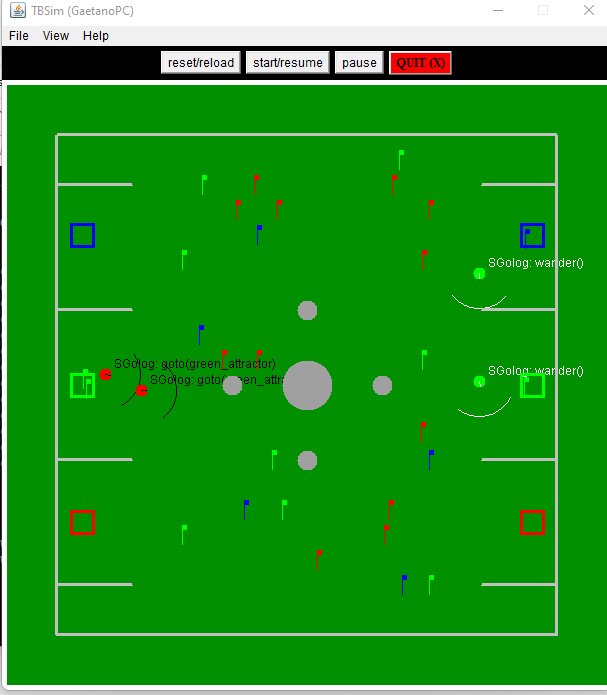 TBSim (GaetanoPC)
File View Help
reset/reload start/resume pause QUIT (X)
SGolog: wander()
SGolog: goto(green_attractor)
SGolog: wander()
SGolog: goto(green_attra